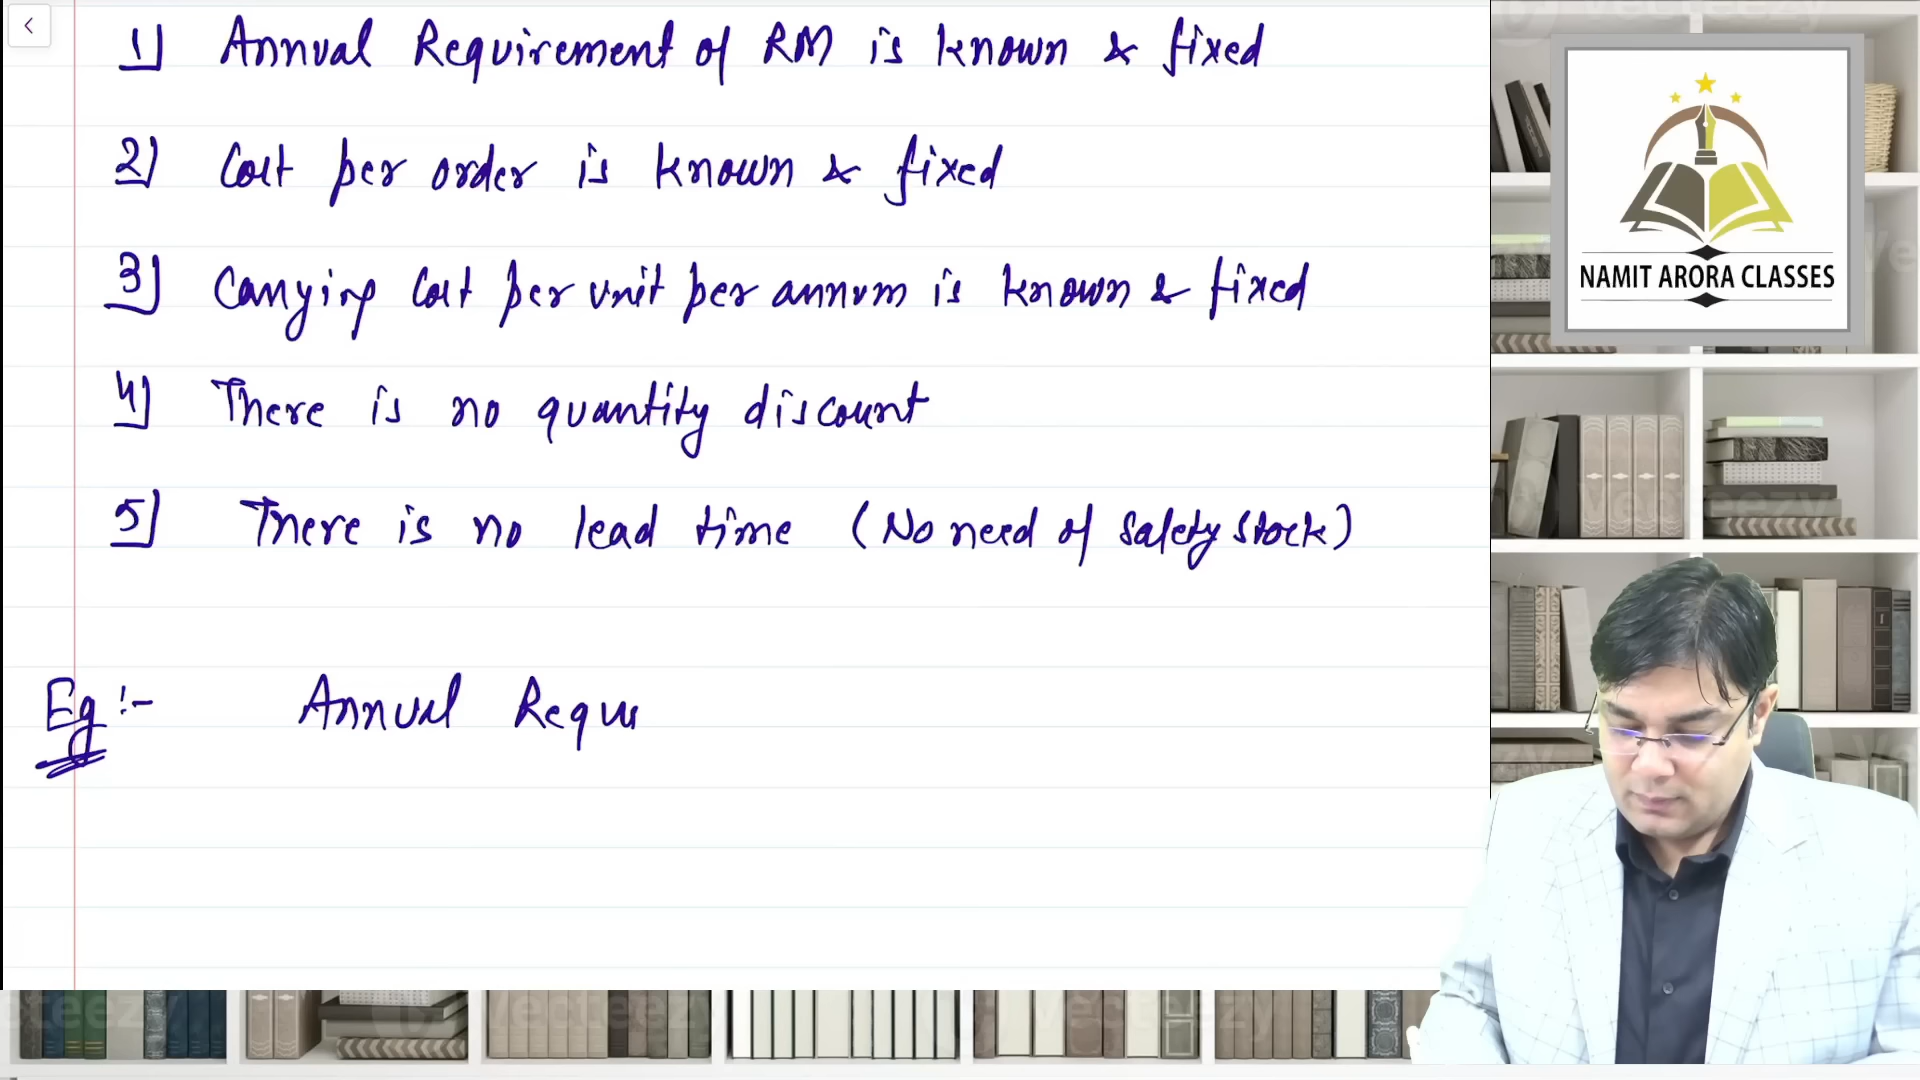 1) Annual Requirement of RM is known & fixed
2) Cost per order is known & fixed
3) Carrying Cost per unit per annum is known & fixed
4) There is no quantity discount
5) There is no lead time (No need of safety stock)
Eg :- Annual Requ
NAMIT ARORA CLASSES